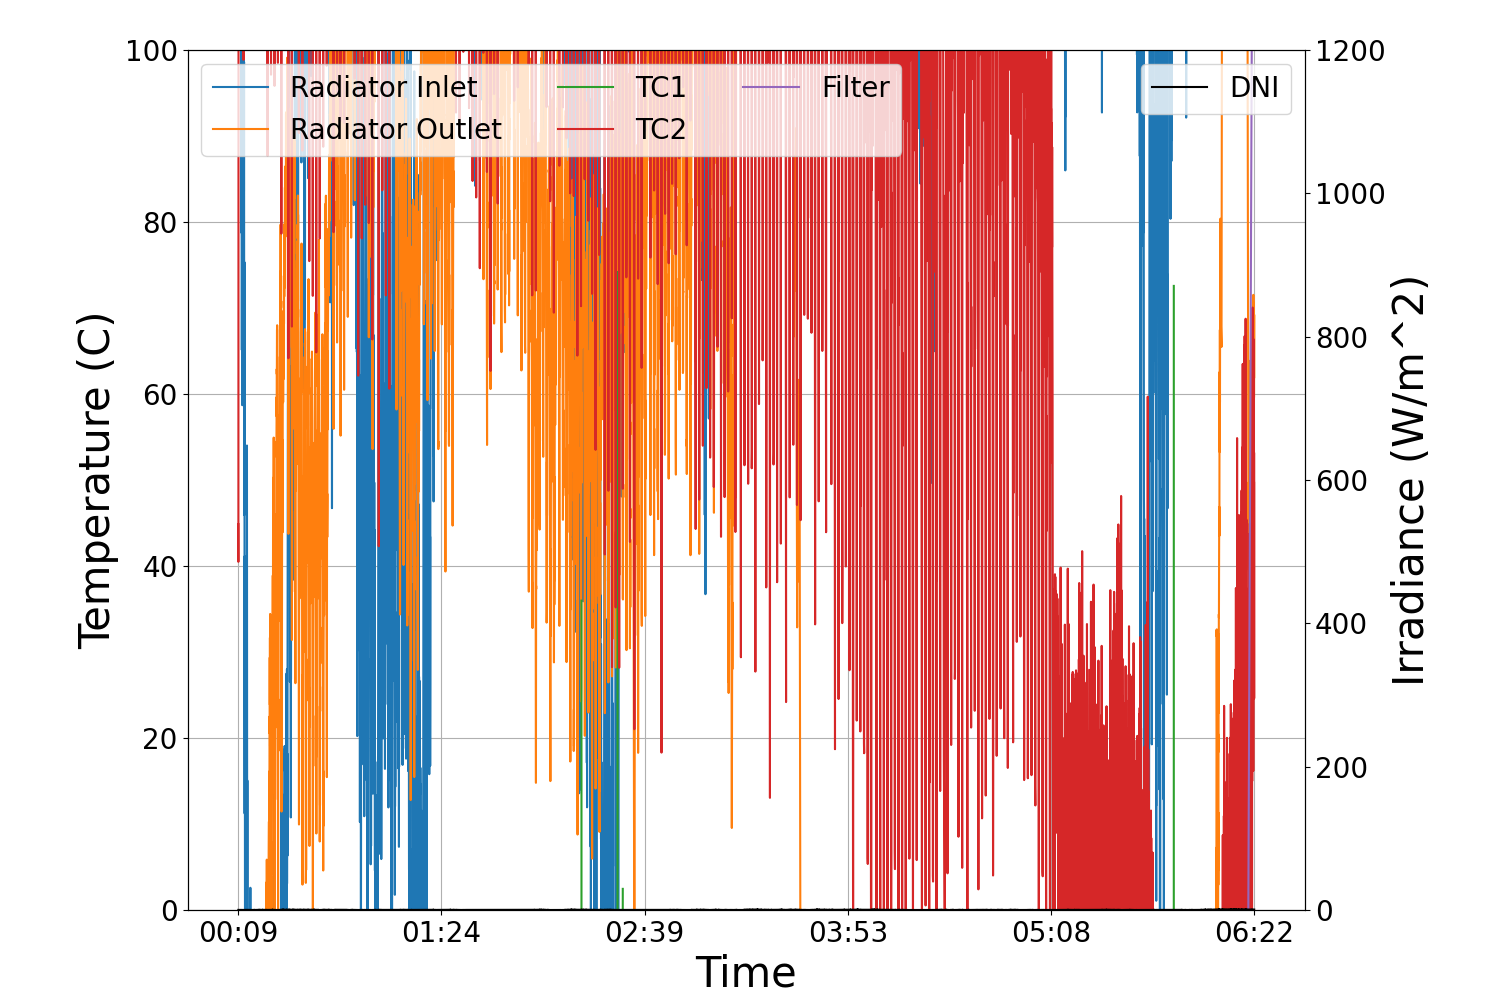 100
80
60
40
20
0
Temperature (C)
Radiator Inlet
Radiator Outlet
TC1
TC2
Filter
DNI
1200
1000
800
600
400
200
0
Irradiance (W/m^2)
00:09 01:24 02:39 03:53 05:08 06:22
Time